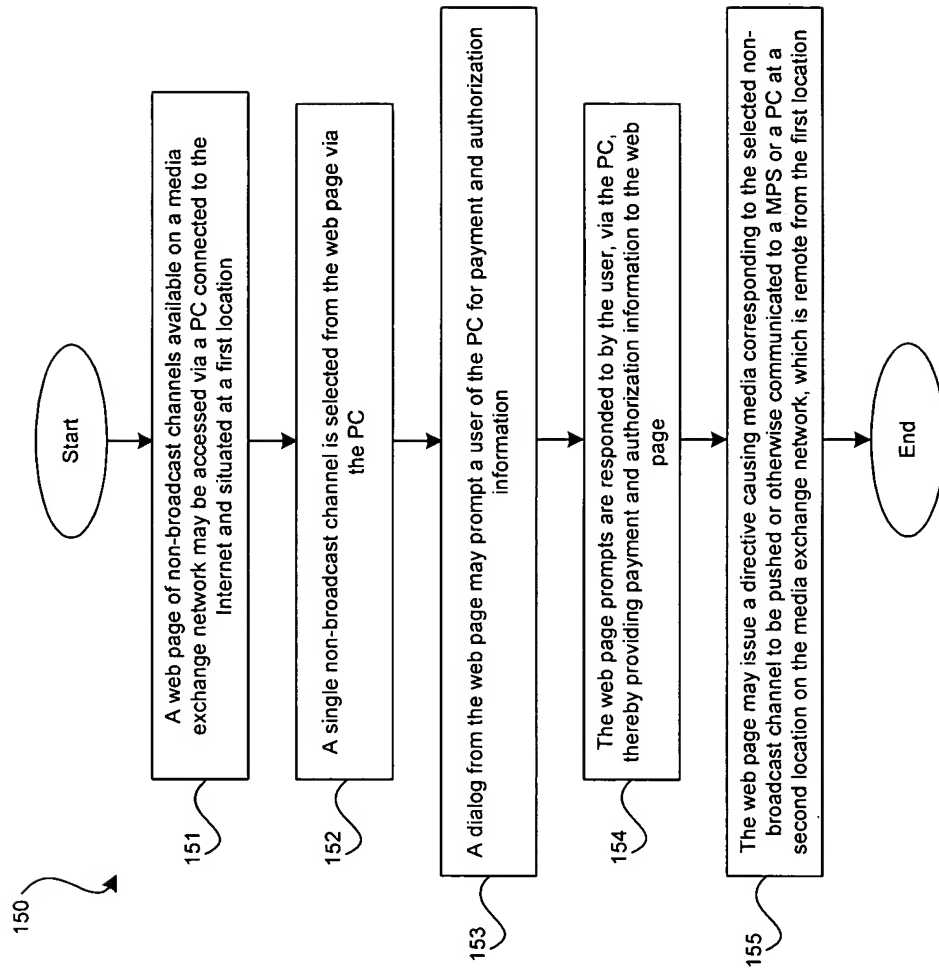 150
Start
151
A web page of non-broadcast channels available on a media
exchange network may be accessed via a PC connected to the
Internet and situated at a first location
152
A single non-broadcast channel is selected from the web page via
the PC
153
A dialog from the web page may prompt a user of the PC for payment and authorization
information
154
The web page prompts are responded to by the user, via the PC,
thereby providing payment and authorization information to the web
page
155
The web page may issue a directive causing media corresponding to the selected non-
broadcast channel to be pushed or otherwise communicated to a MPS or a PC at a
second location on the media exchange network, which is remote from the first location
End